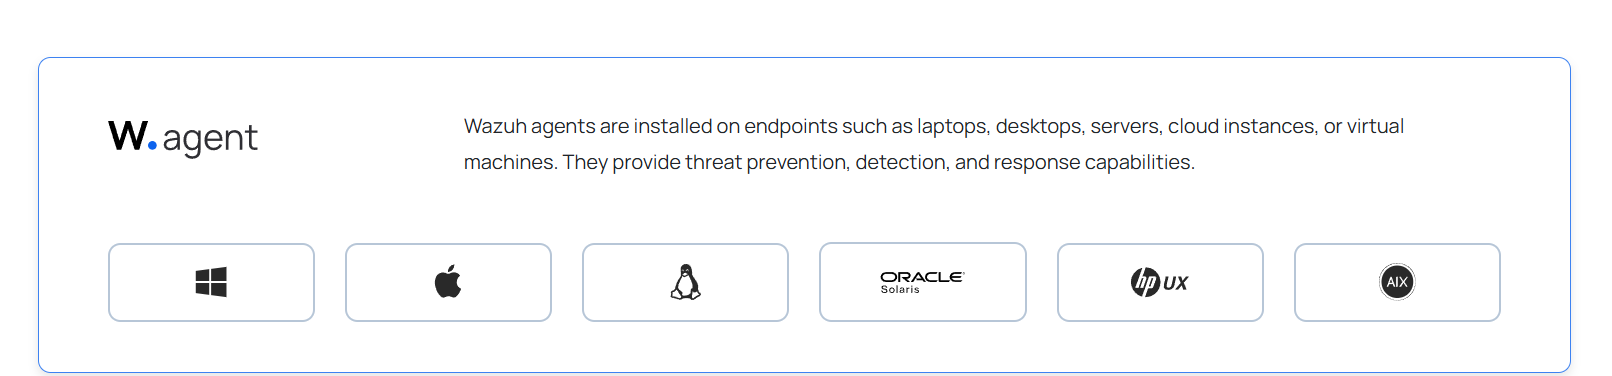 W.agent
Wazuh agents are installed on endpoints such as laptops, desktops, servers, cloud instances, or virtual
machines. They provide threat prevention, detection, and response capabilities.
ORACLE®
Solaris
hp UX
AIX